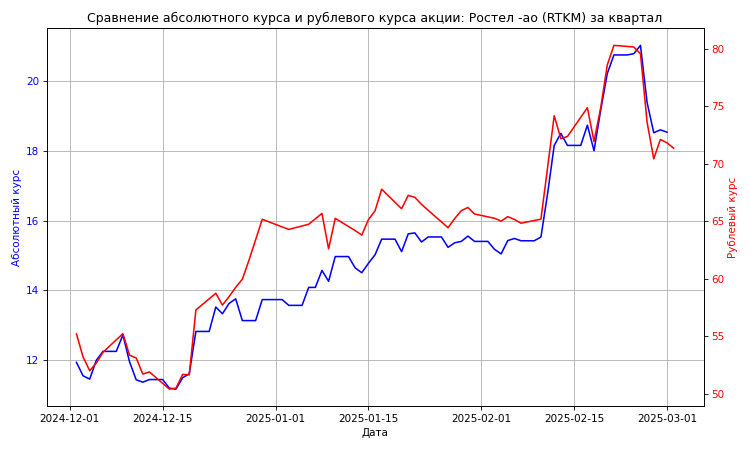 Сравнение абсолютного курса и рублевого курса акции: Ростел -ао (RTKM) за квартал
Абсолютный курс
20
18
16
14
12
80
75
70
65
60
55
50
Рублевый курс
2024-12-01 2024-12-15 2025-01-01 2025-01-15 2025-02-01 2025-02-15 2025-03-01
Дата